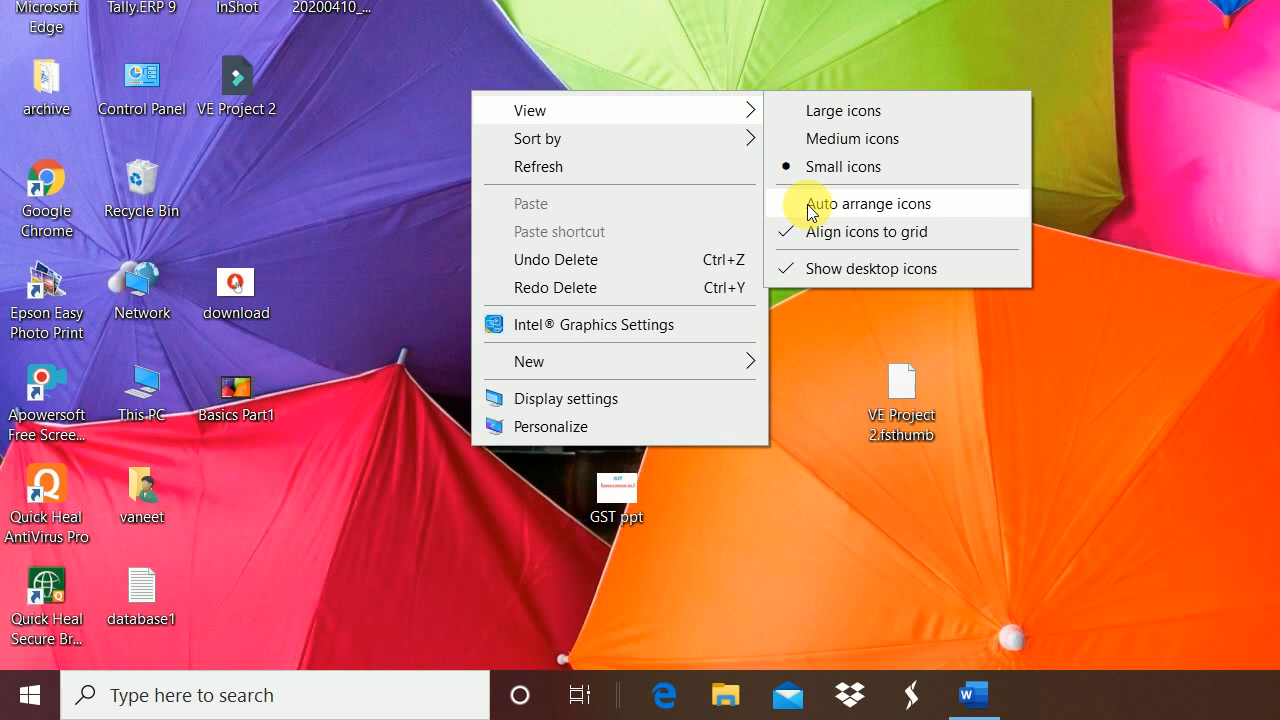 Microsoft
Edge
Tally.ERP 9
InShot
20200410_...
archive
Control Panel
VE Project 2
Google
Chrome
Recycle Bin
Epson Easy
Photo Print
Network
download
Apowersoft
Free Scree...
This PC
Basics Part1
Quick Heal
AntiVirus Pro
vaneet
Quick Heal
Secure Br...
database1
View
Sort by
Refresh
Paste
Paste shortcut
Undo Delete Ctrl+Z
Redo Delete Ctrl+Y
Intel® Graphics Settings
New
Display settings
Personalize
Large icons
Medium icons
Small icons
Auto arrange icons
Align icons to grid
Show desktop icons
VE Project
2.fsthumb
GST ppt
Type here to search